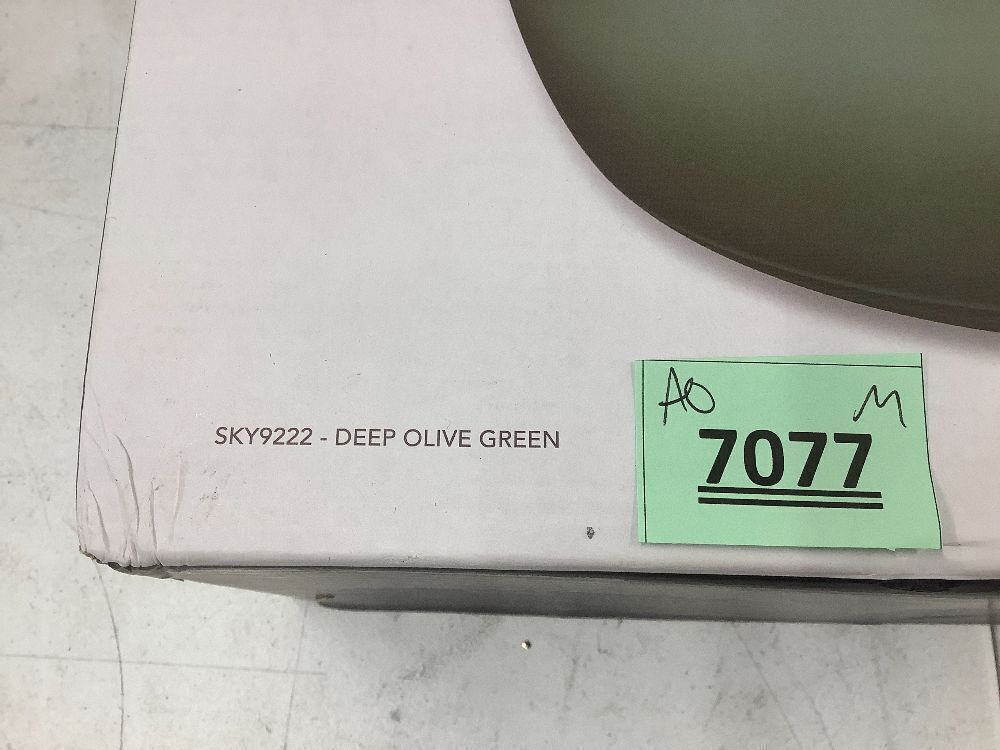 SKY9222 - DEEP OLIVE GREEN
AO M
7077